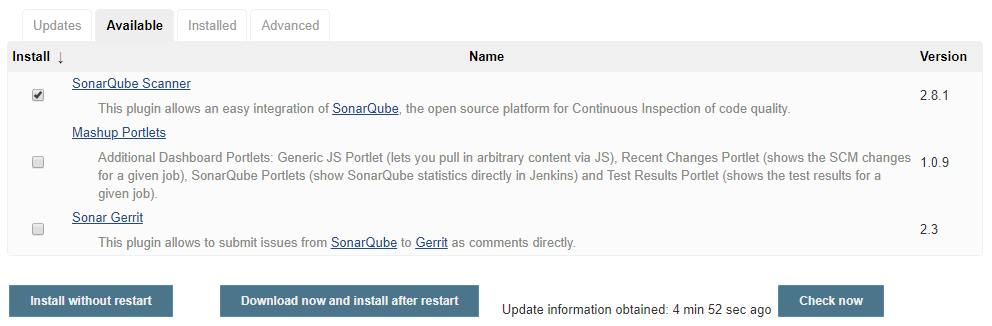 Updates Available Installed Advanced
Install ↓ Name Version
SonarQube Scanner
This plugin allows an easy integration of SonarQube, the open source platform for Continuous Inspection of code quality.
2.8.1
Mashup Portlets
Additional Dashboard Portlets: Generic JS Portlet (lets you pull in arbitrary content via JS), Recent Changes Portlet (shows the SCM changes
for a given job), SonarQube Portlets (show SonarQube statistics directly in Jenkins) and Test Results Portlet (shows the test results for a
given job).
1.0.9
Sonar Gerrit
This plugin allows to submit issues from SonarQube to Gerrit as comments directly.
2.3
Install without restart Download now and install after restart Update information obtained: 4 min 52 sec ago Check now